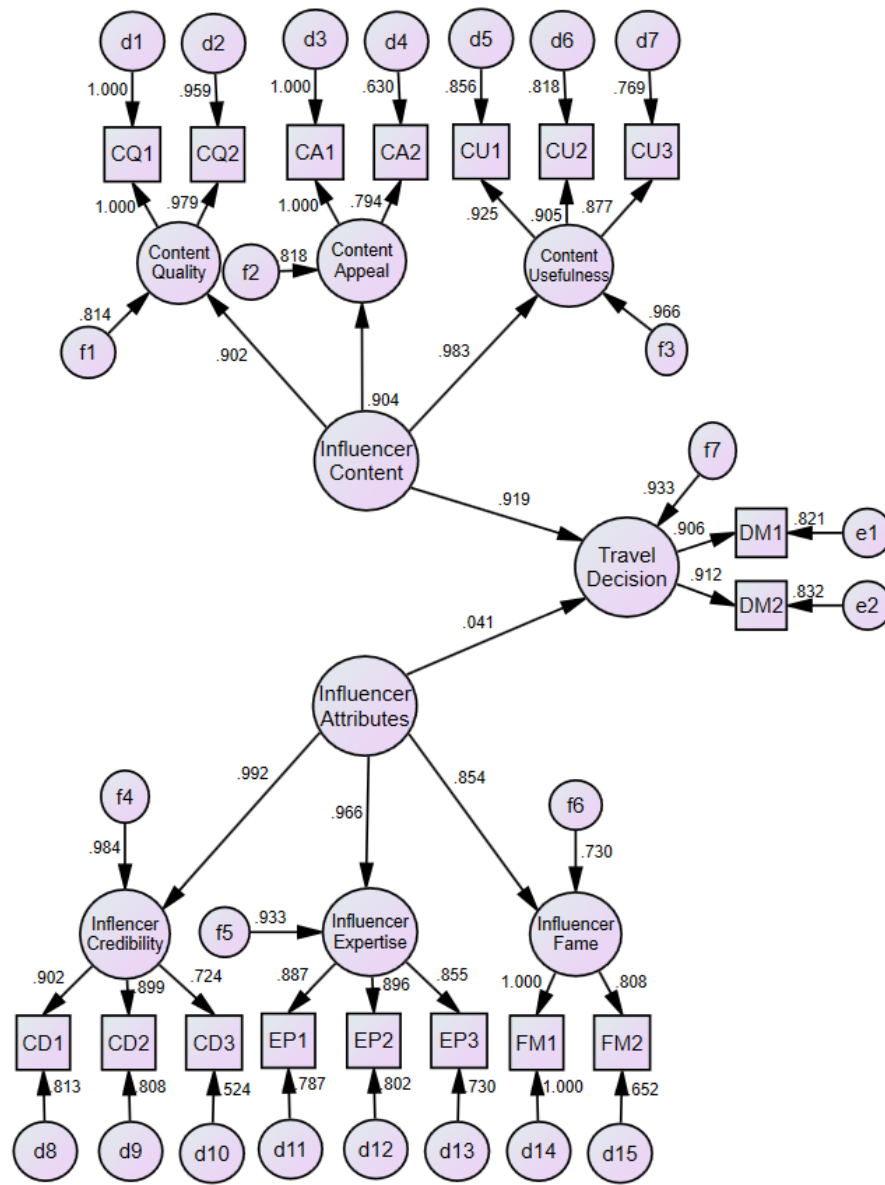 d1
d2
d3
d4
d5
d6
d7
1.000
.959
1.000
.630
.856
.818
.769
CQ1
CQ2
CA1
CA2
CU1
CU2
CU3
1.000
.979
1.000
.794
.925
.905
.877
Content
Quality
f2
.818
Content
Appeal
Content
Usefulness
.814
f1
.966
f3
.902
.904
.983
Influencer
Content
f7
.919
.933
.906
DM1
.821
e1
Travel
Decision
.912
DM2
.832
e2
.041
Influencer
Attributes
.992
.966
.854
f4
f6
.984
.730
Inflencer
Credibility
f5
.933
Influencer
Expertise
Influencer
Fame
.902
.899
.724
.887
.896
.855
1.000
.808
CD1
CD2
CD3
EP1
EP2
EP3
FM1
FM2
.813
.808
.524
.787
.802
.730
1.000
.652
d8
d9
d10
d11
d12
d13
d14
d15